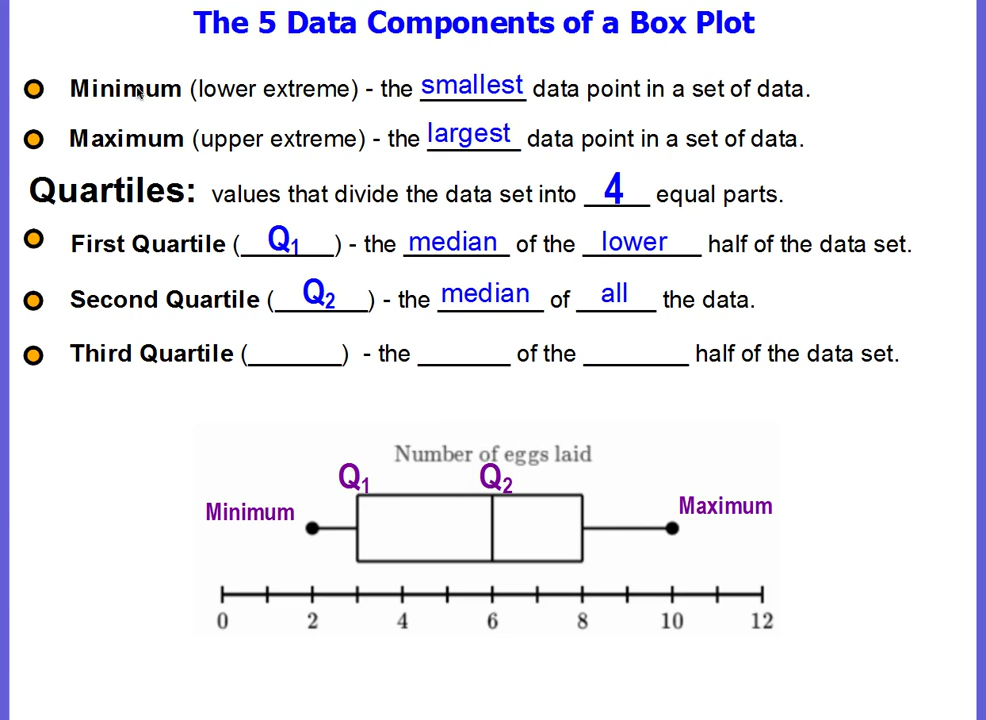 The 5 Data Components of a Box Plot
Minimum (lower extreme) - the smallest data point in a set of data.
Maximum (upper extreme) - the largest data point in a set of data.
Quartiles: values that divide the data set into 4 equal parts.
First Quartile (Q₁) - the median of the lower half of the data set.
Second Quartile (Q₂) - the median of all the data.
Third Quartile (_______) - the _______ of the ________ half of the data set.
Number of eggs laid
Q₁ Q₂
Minimum Maximum
0 2 4 6 8 10 12